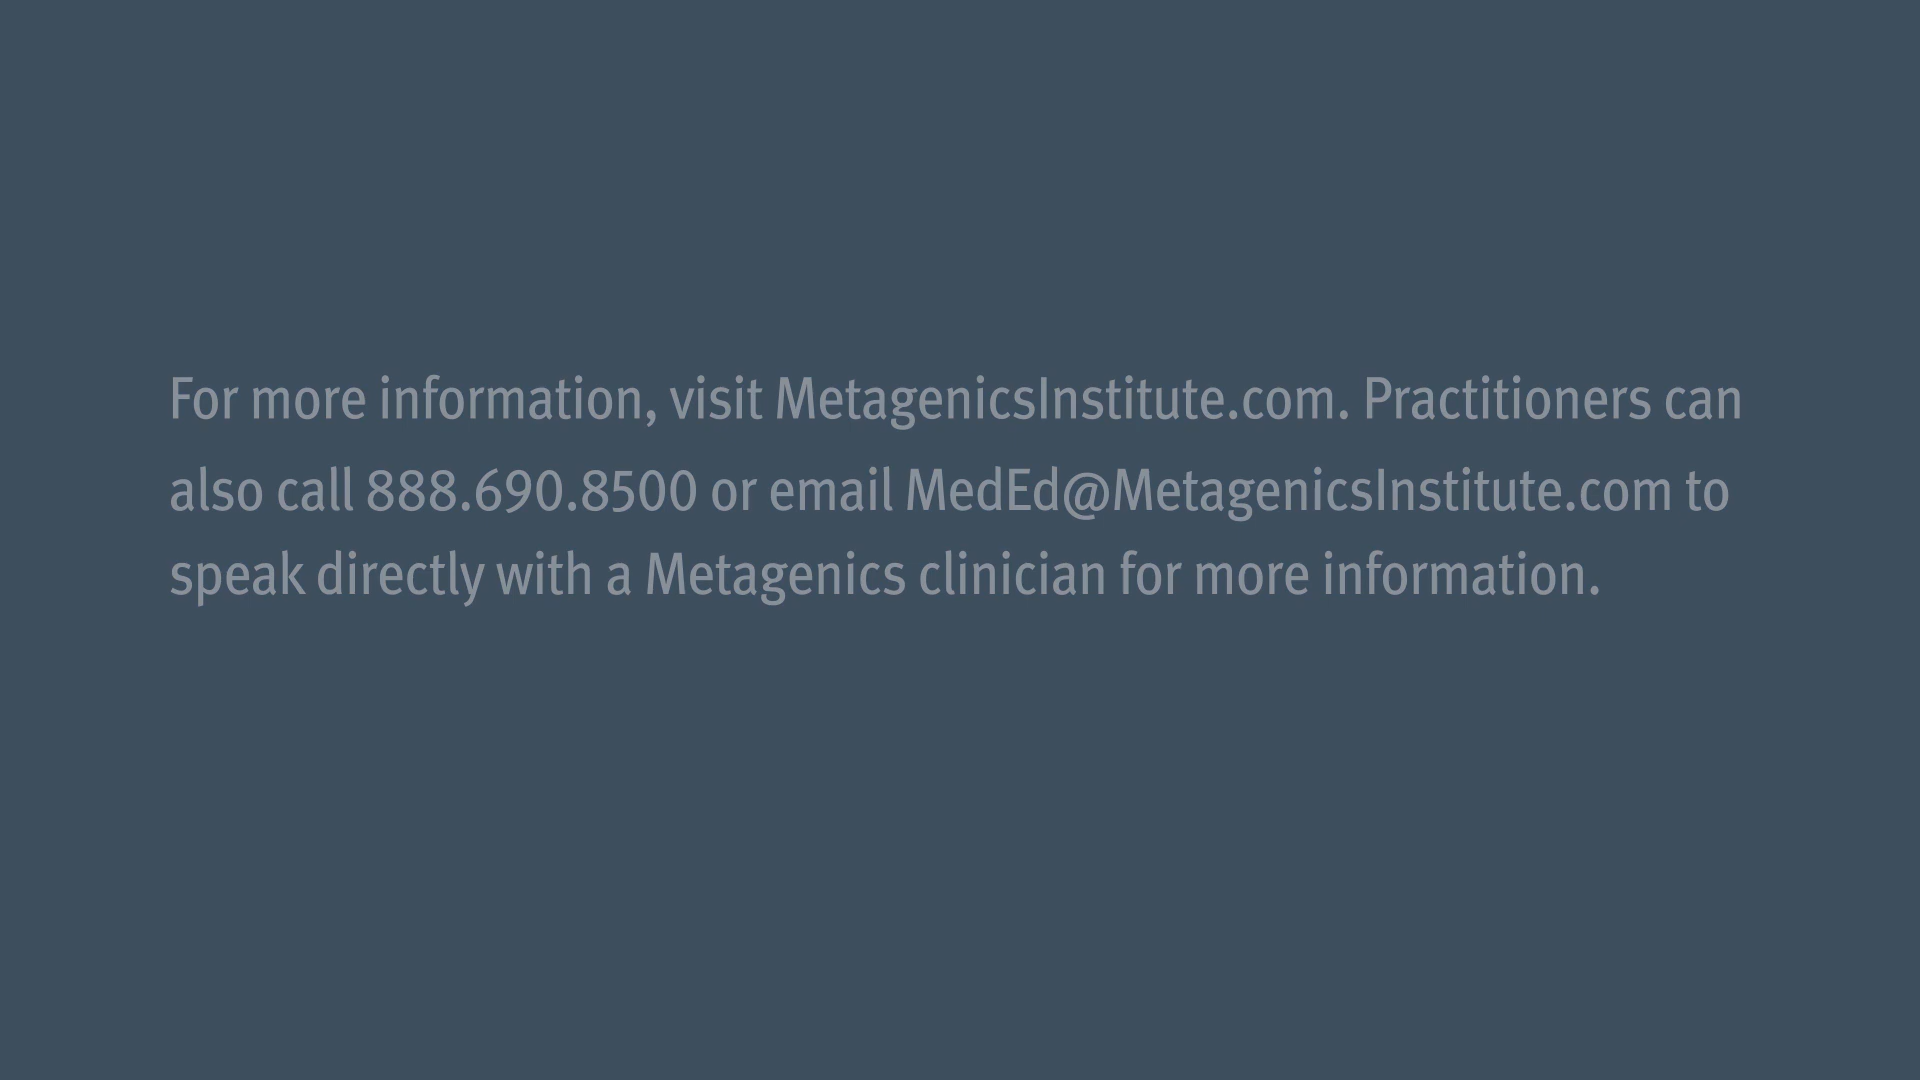 For more information, visit MetagenicsInstitute.com. Practitioners can
also call 888.690.8500 or email MedEd@MetagenicsInstitute.com to
speak directly with a Metagenics clinician for more information.